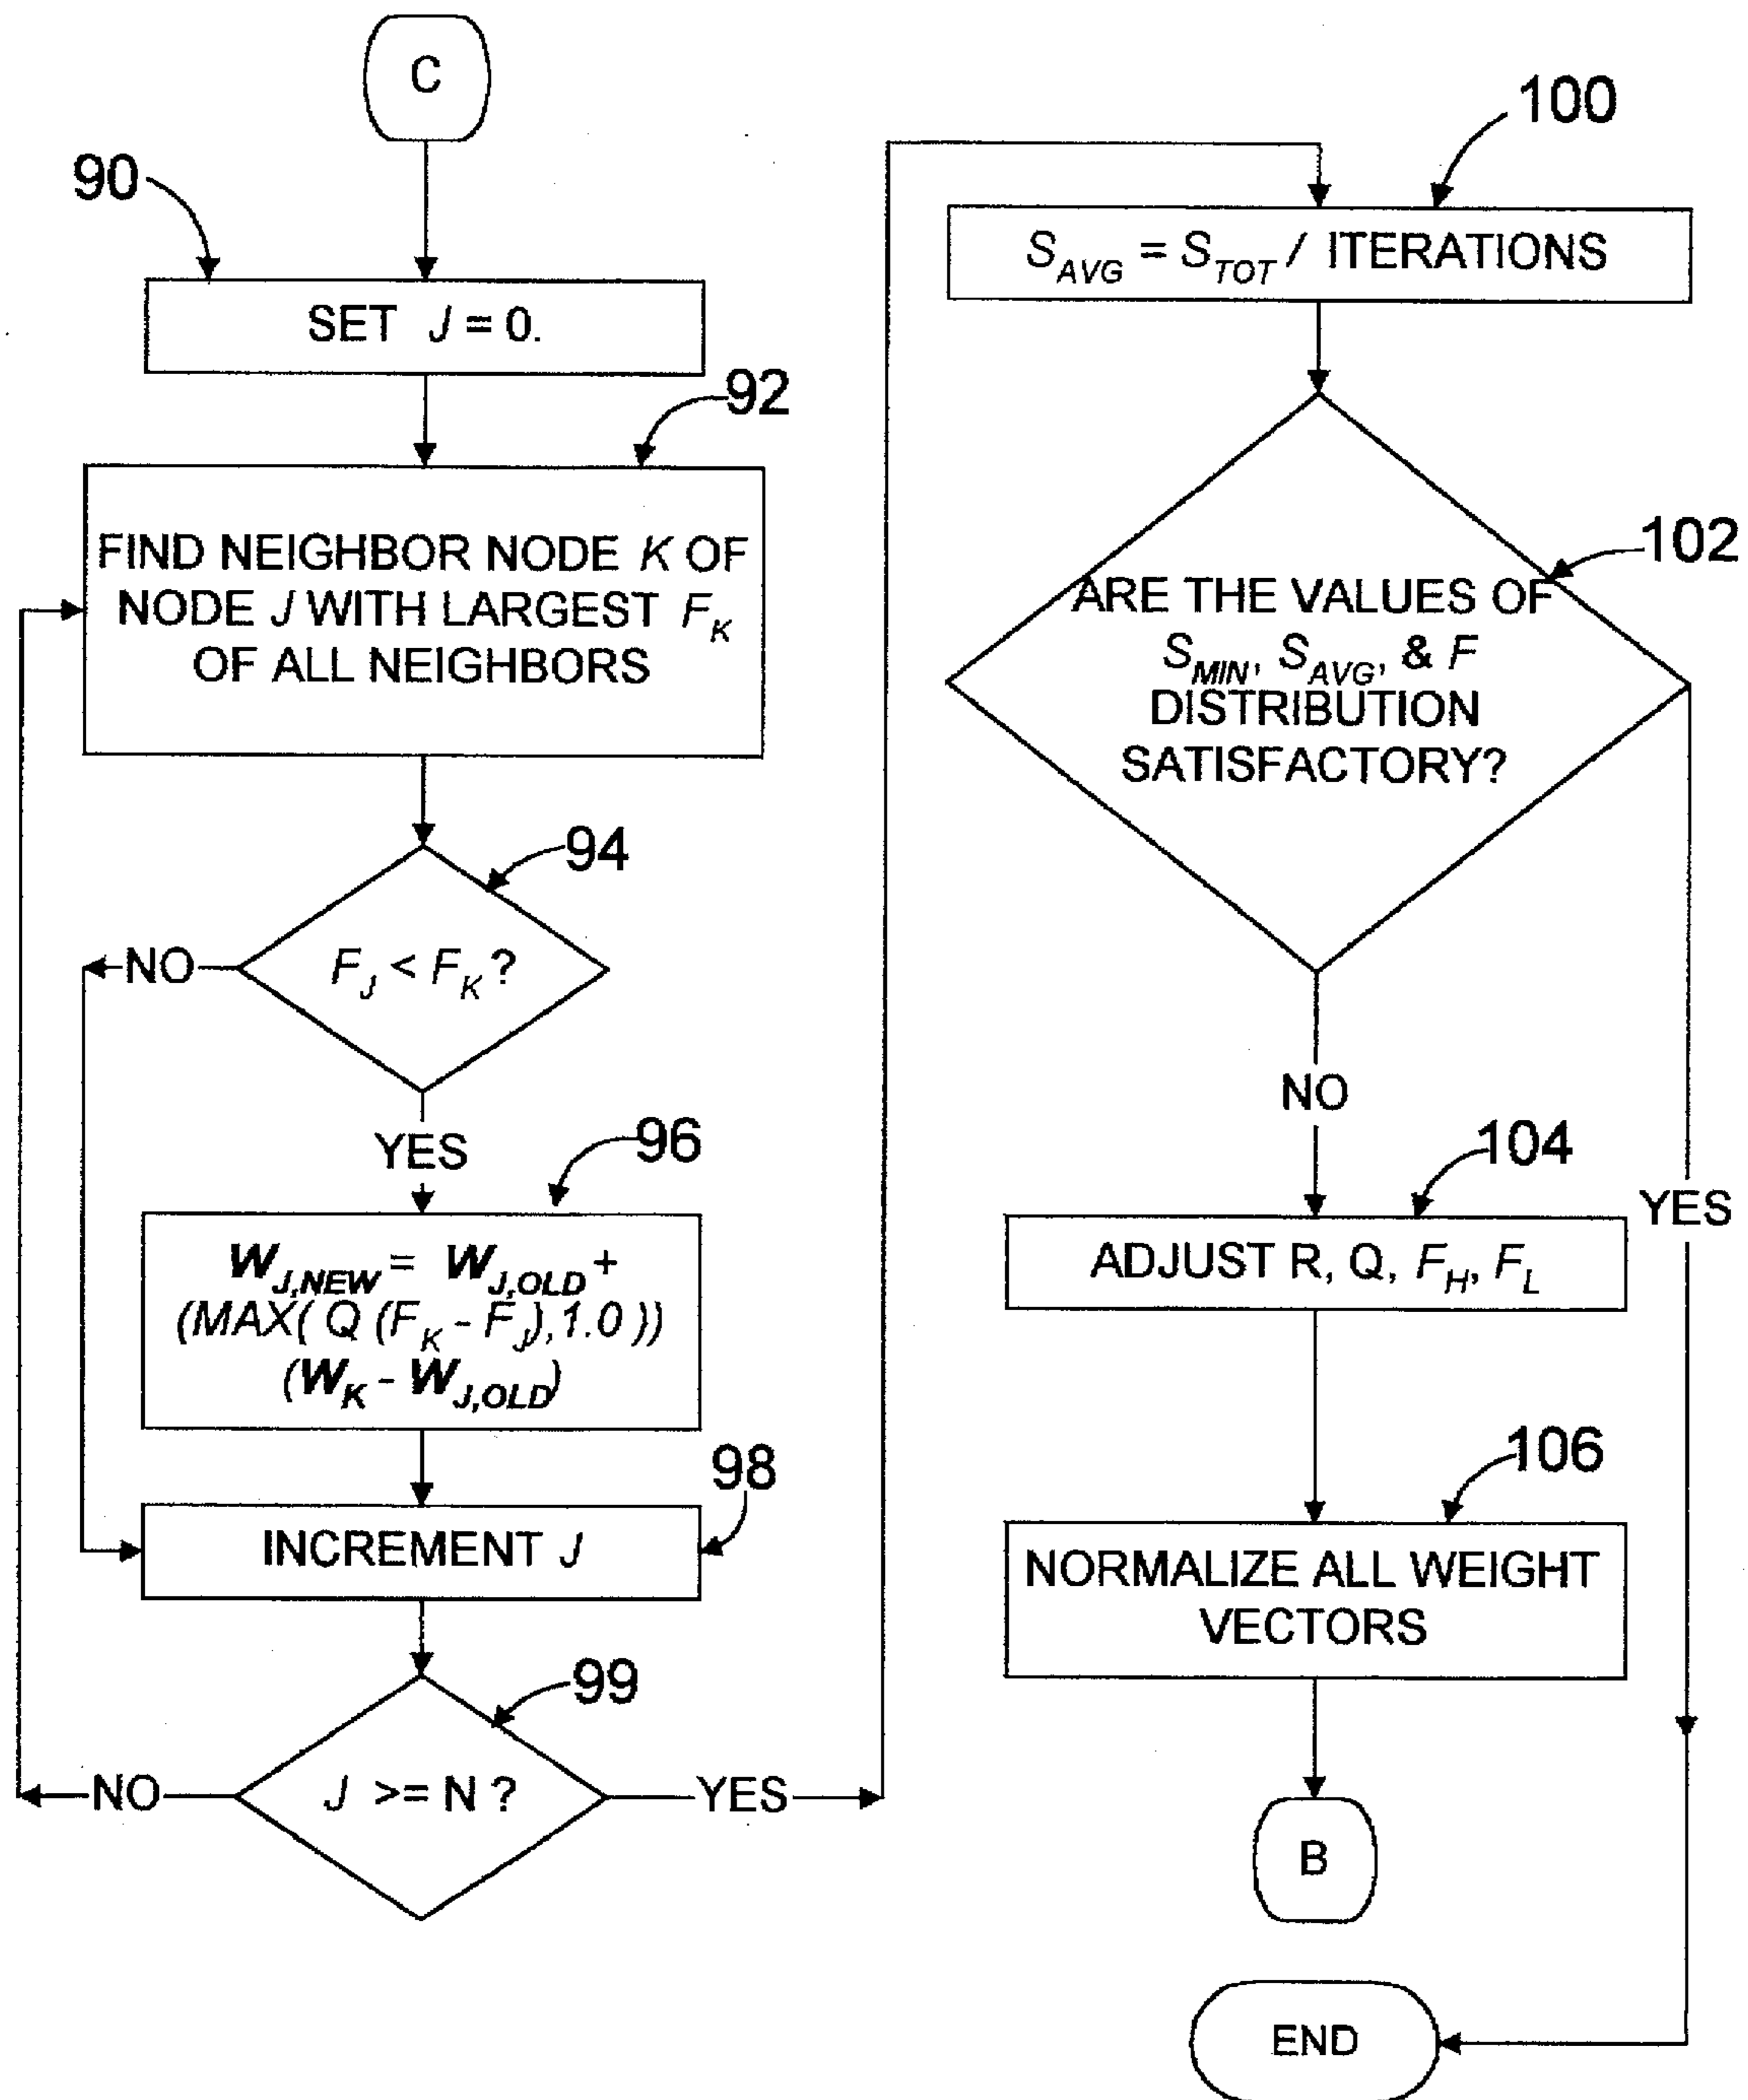 C
90
SET J = 0.
92
FIND NEIGHBOR NODE K OF
NODE J WITH LARGEST F_K
OF ALL NEIGHBORS
94
F_J < F_K ?
NO
YES
96
W_J,NEW = W_J,OLD +
(MAX( Q (F_K - F_J), 1.0 ))
(W_K - W_J,OLD)
98
INCREMENT J
99
J >= N ?
NO
YES
100
S_AVG = S_TOT / ITERATIONS
102
ARE THE VALUES OF
S_MIN, S_AVG, & F
DISTRIBUTION
SATISFACTORY?
NO
YES
104
ADJUST R, Q, F_H, F_L
106
NORMALIZE ALL WEIGHT
VECTORS
B
END